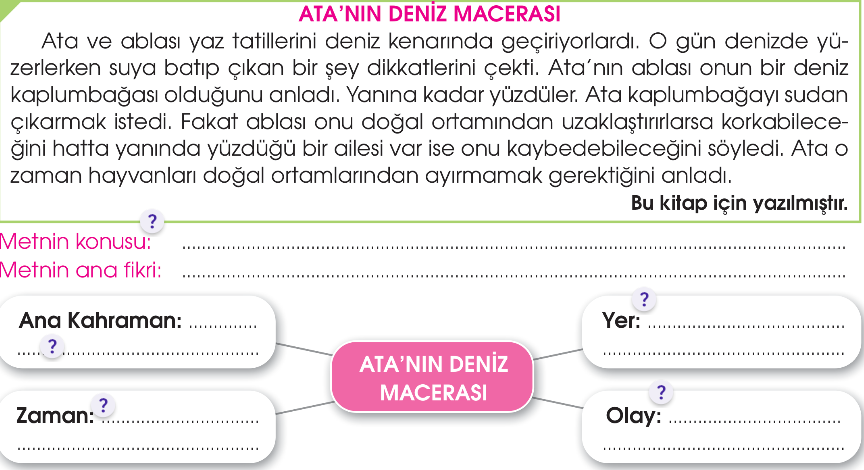 ATA’NIN DENİZ MACERASI
Ata ve ablası yaz tatillerini deniz kenarında geçiriyorlardı. O gün denizde yü-
zerlerken suya batıp çıkan bir şey dikkatlerini çekti. Ata’nın ablası onun bir deniz
kaplumbağası olduğunu anladı. Yanına kadar yüzdüler. Ata kaplumbağayı sudan
çıkarmak istedi. Fakat ablası onu doğal ortamından uzaklaştırırlarsa korkabilece-
ğini hatta yanında yüzdüğü bir ailesi var ise onu kaybedebileceğini söyledi. Ata o
zaman hayvanları doğal ortamlarından ayırmamak gerektiğini anladı.
Bu kitap için yazılmıştır.
?
Metnin konusu: ..........................................................................
Metnin ana fikri: ..........................................................................
Ana Kahraman: ..............
.....?........................................
?
Yer: ........................................
.................................................
ATA’NIN DENİZ
MACERASI
Zaman: ? ................................
.................................................
?
Olay: ...................................
.................................................